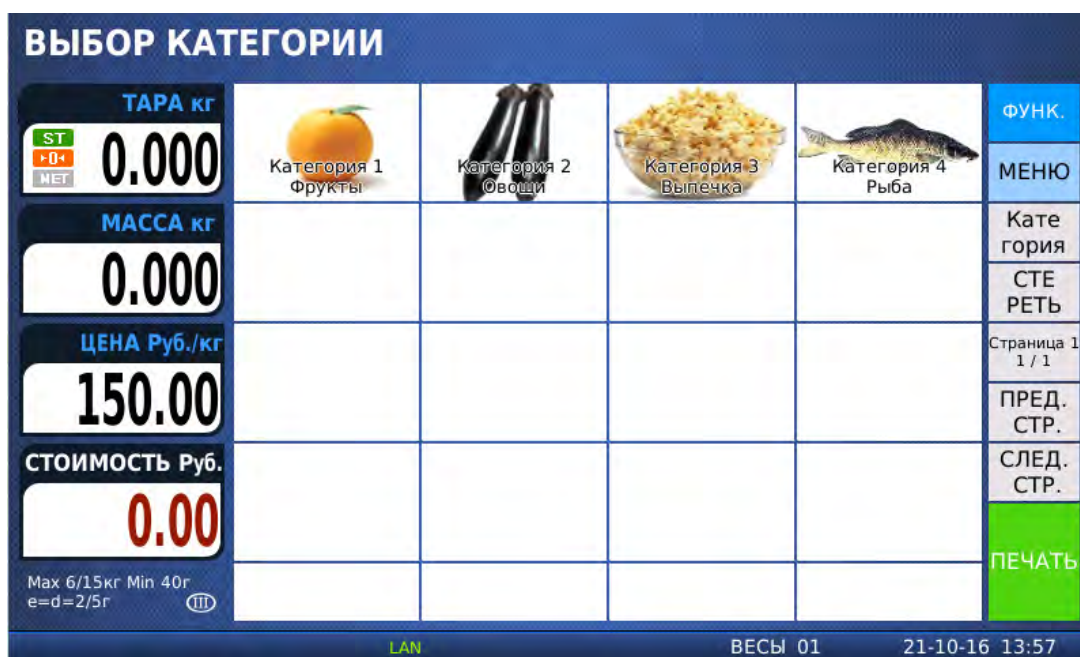 ВЫБОР КАТЕГОРИИ
ТАРА кг
ST
▸0◂
NET
0.000
МАССА кг
0.000
ЦЕНА Руб./кг
150.00
СТОИМОСТЬ Руб.
0.00
Max 6/15кг Min 40г
e=d=2/5г
III
Категория 1
Фрукты
Категория 2
Овощи
Категория 3
Выпечка
Категория 4
Рыба
ФУНК.
МЕНЮ
Кате
гория
СТЕ
РЕТЬ
Страница 1
1 / 1
ПРЕД.
СТР.
СЛЕД.
СТР.
ПЕЧАТЬ
LAN
ВЕСЫ 01
21-10-16 13:57